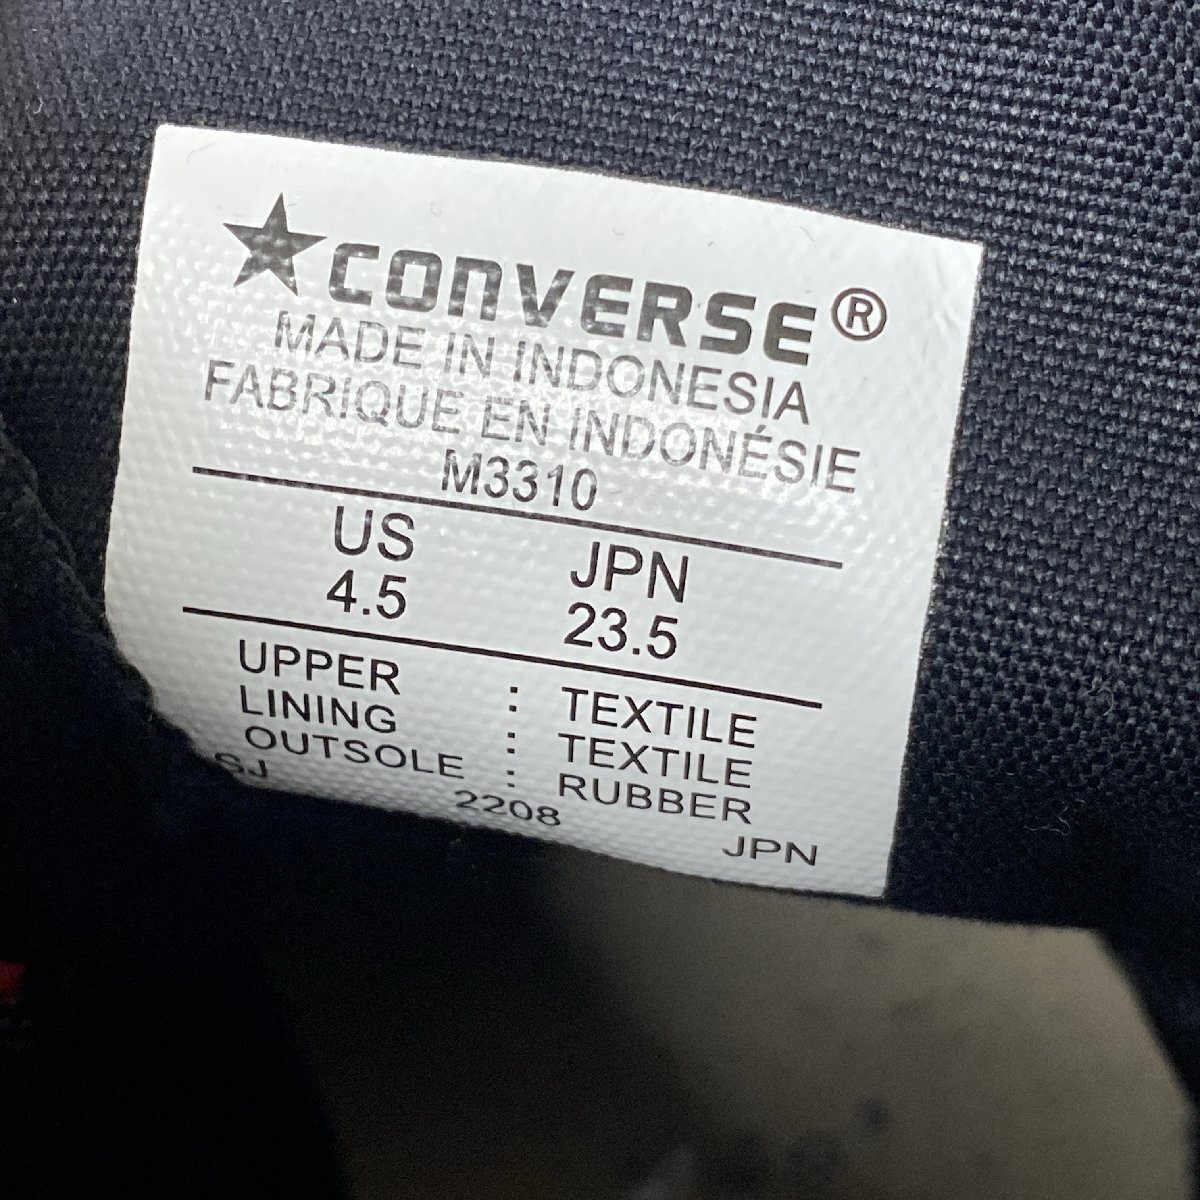 CONVERSE®
MADE IN INDONESIA
FABRIQUE EN INDONÉSIE
M3310
US JPN
4.5 23.5
UPPER : TEXTILE
LINING : TEXTILE
OUTSOLE : RUBBER
SJ 2208 JPN